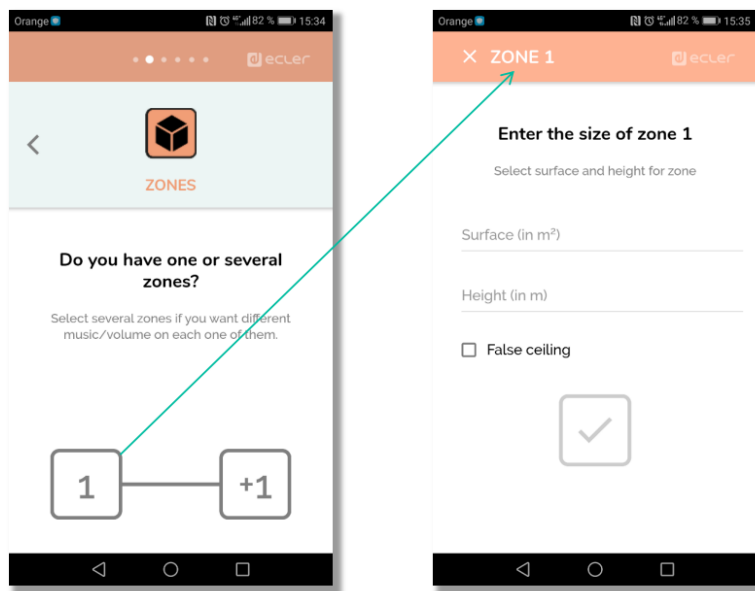 Orange 82 % 15:34
ecler
ZONES
Do you have one or several
zones?
Select several zones if you want different
music/volume on each one of them.
1
+1
Orange 82 % 15:35
ZONE 1
ecler
Enter the size of zone 1
Select surface and height for zone
Surface (in m²)
Height (in m)
False ceiling